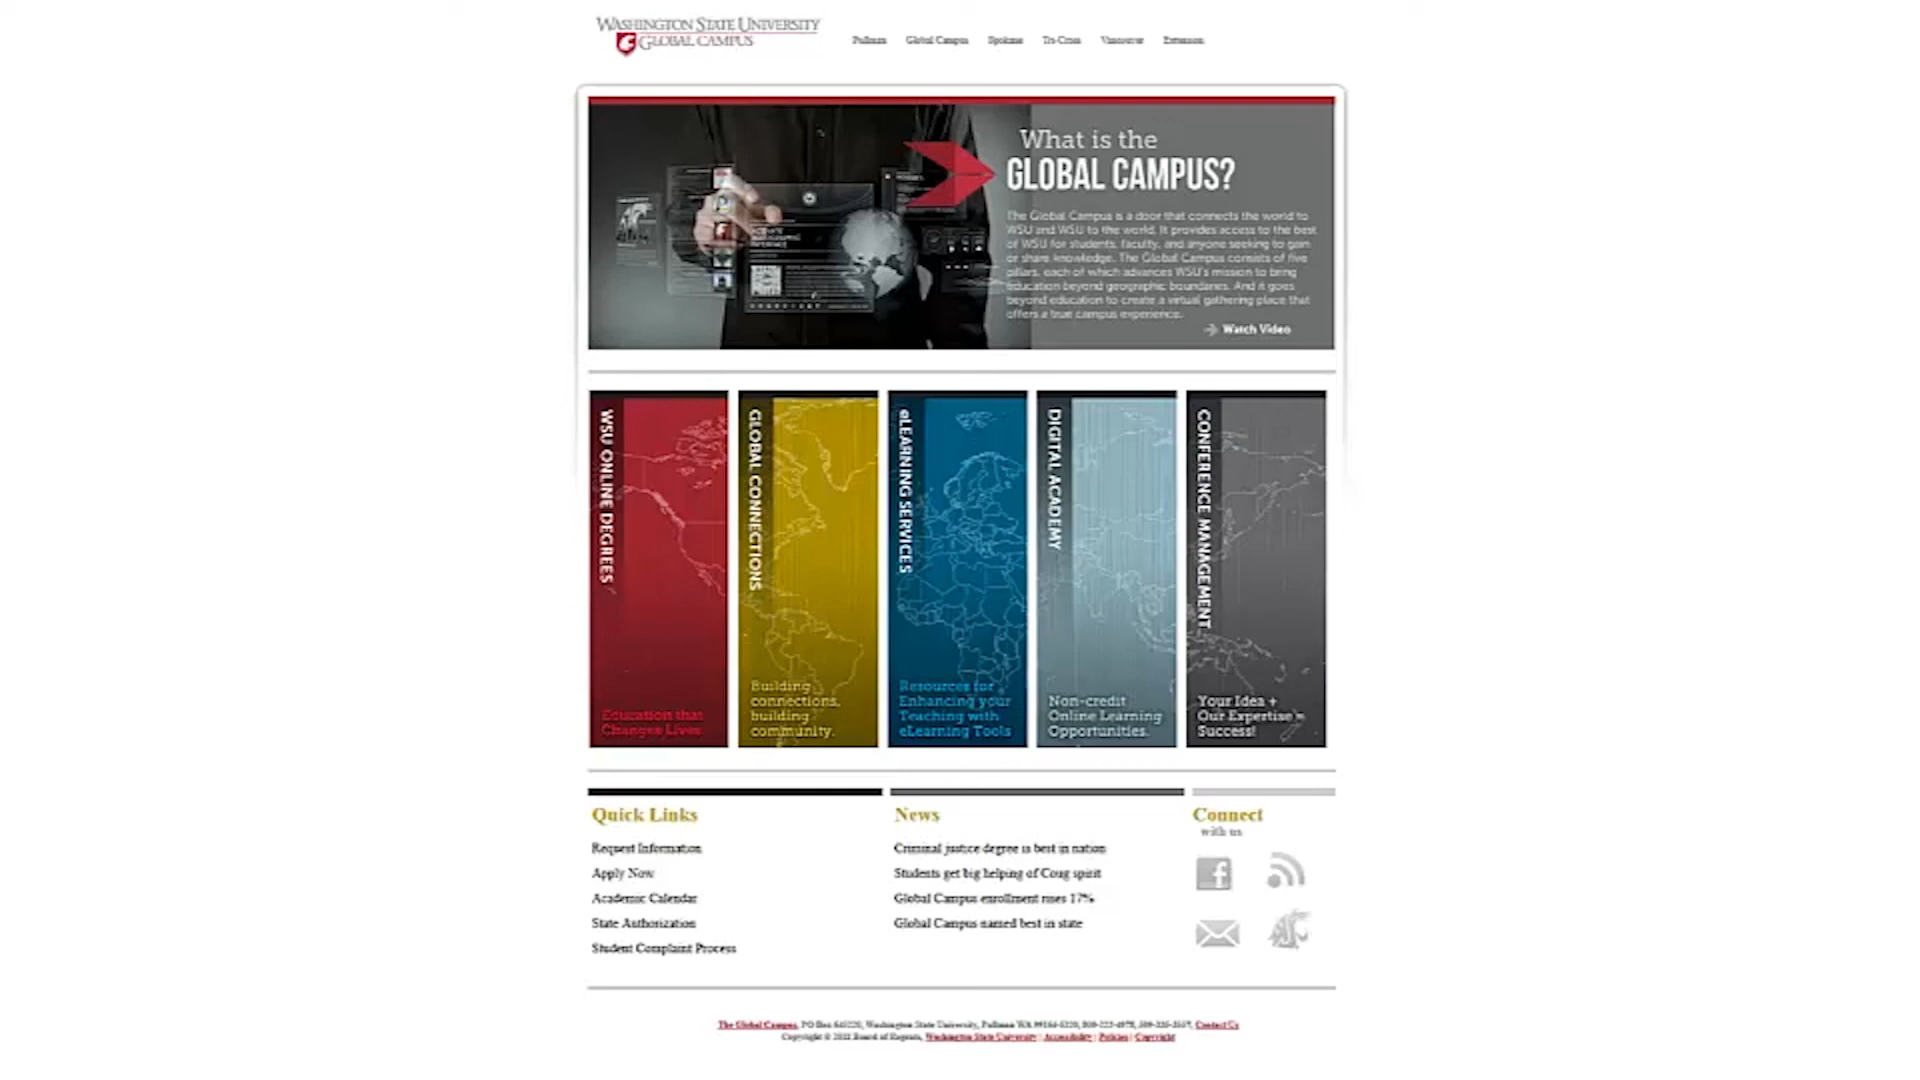 WASHINGTON STATE UNIVERSITY
GLOBAL CAMPUS
Pullman Global Campus Spokane Tri-Cities Vancouver Extension
What is the
GLOBAL CAMPUS?
The Global Campus is a door that connects the world to
WSU and WSU to the world. It provides access to the best
of WSU for students, faculty, and anyone seeking to gain
or share knowledge. The Global Campus consists of five
pillars, each of which advances WSU's mission to bring
education beyond geographic boundaries. And it goes
beyond education to create a virtual gathering place that
offers a true campus experience.
Watch Video
WSU ONLINE DEGREES
Education that
Changes Lives.
GLOBAL CONNECTIONS
Building
connections,
building
community.
eLEARNING SERVICES
Resources for
Enhancing your
Teaching with
eLearning Tools
DIGITAL ACADEMY
Non-credit
Online Learning
Opportunities.
CONFERENCE MANAGEMENT
Your Idea +
Our Expertise =
Success!
Quick Links
Request Information
Apply Now
Academic Calendar
State Authorization
Student Complaint Process
News
Criminal justice degree is best in nation
Students get big helping of Coug spirit
Global Campus enrollment rises 17%
Global Campus named best in state
Connect
with us
The Global Campus, PO Box 645220, Washington State University, Pullman WA 99164-5220, 800-222-4978, 509-335-3557, Contact Us
Copyright © 2012 Board of Regents, Washington State University | Accessibility | Policies | Copyright